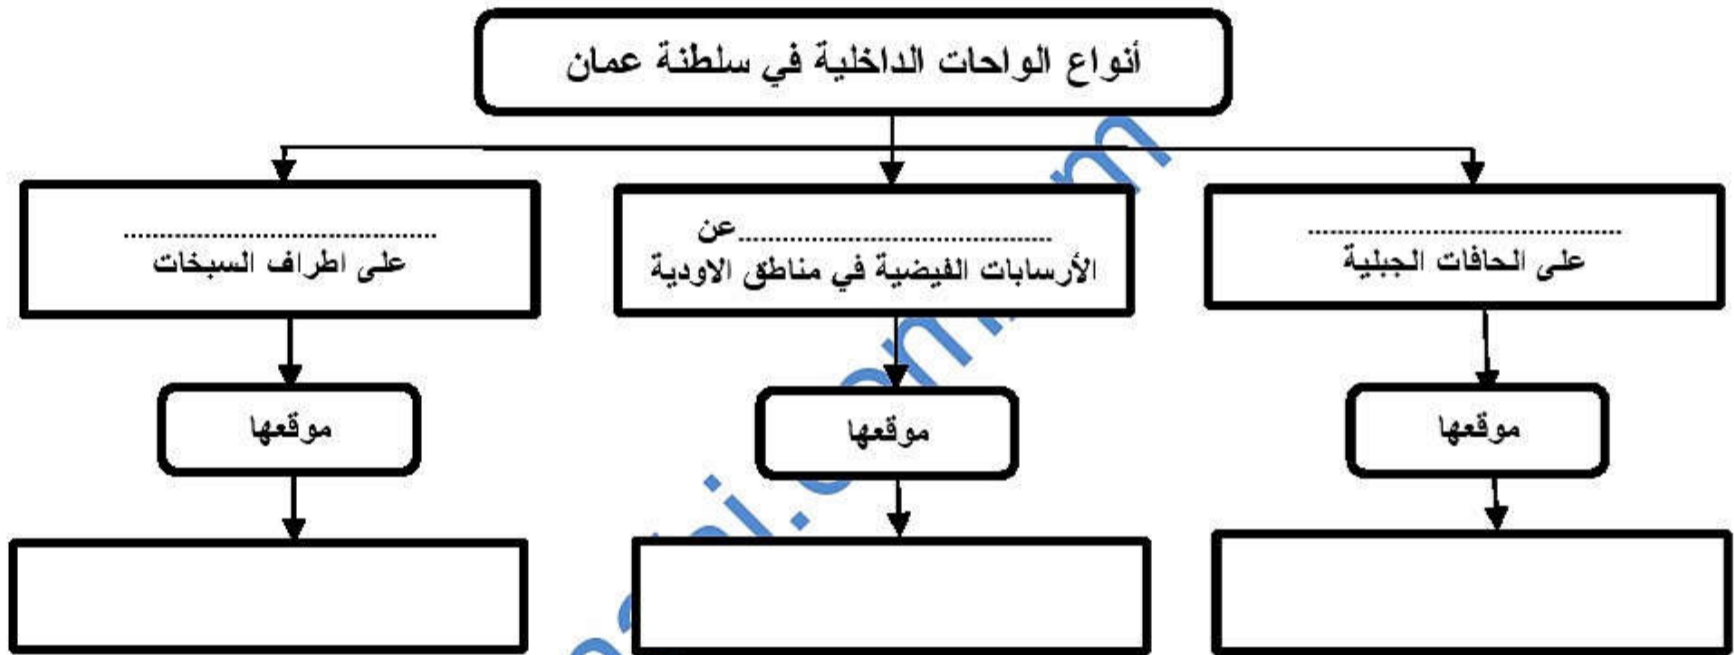 أنواع الواحات الداخلية في سلطنة عمان
........................................
على الحافات الجبلية
........................................عن
الأرسابات الفيضية في مناطق الاودية
........................................
على اطراف السبخات
موقعها
موقعها
موقعها